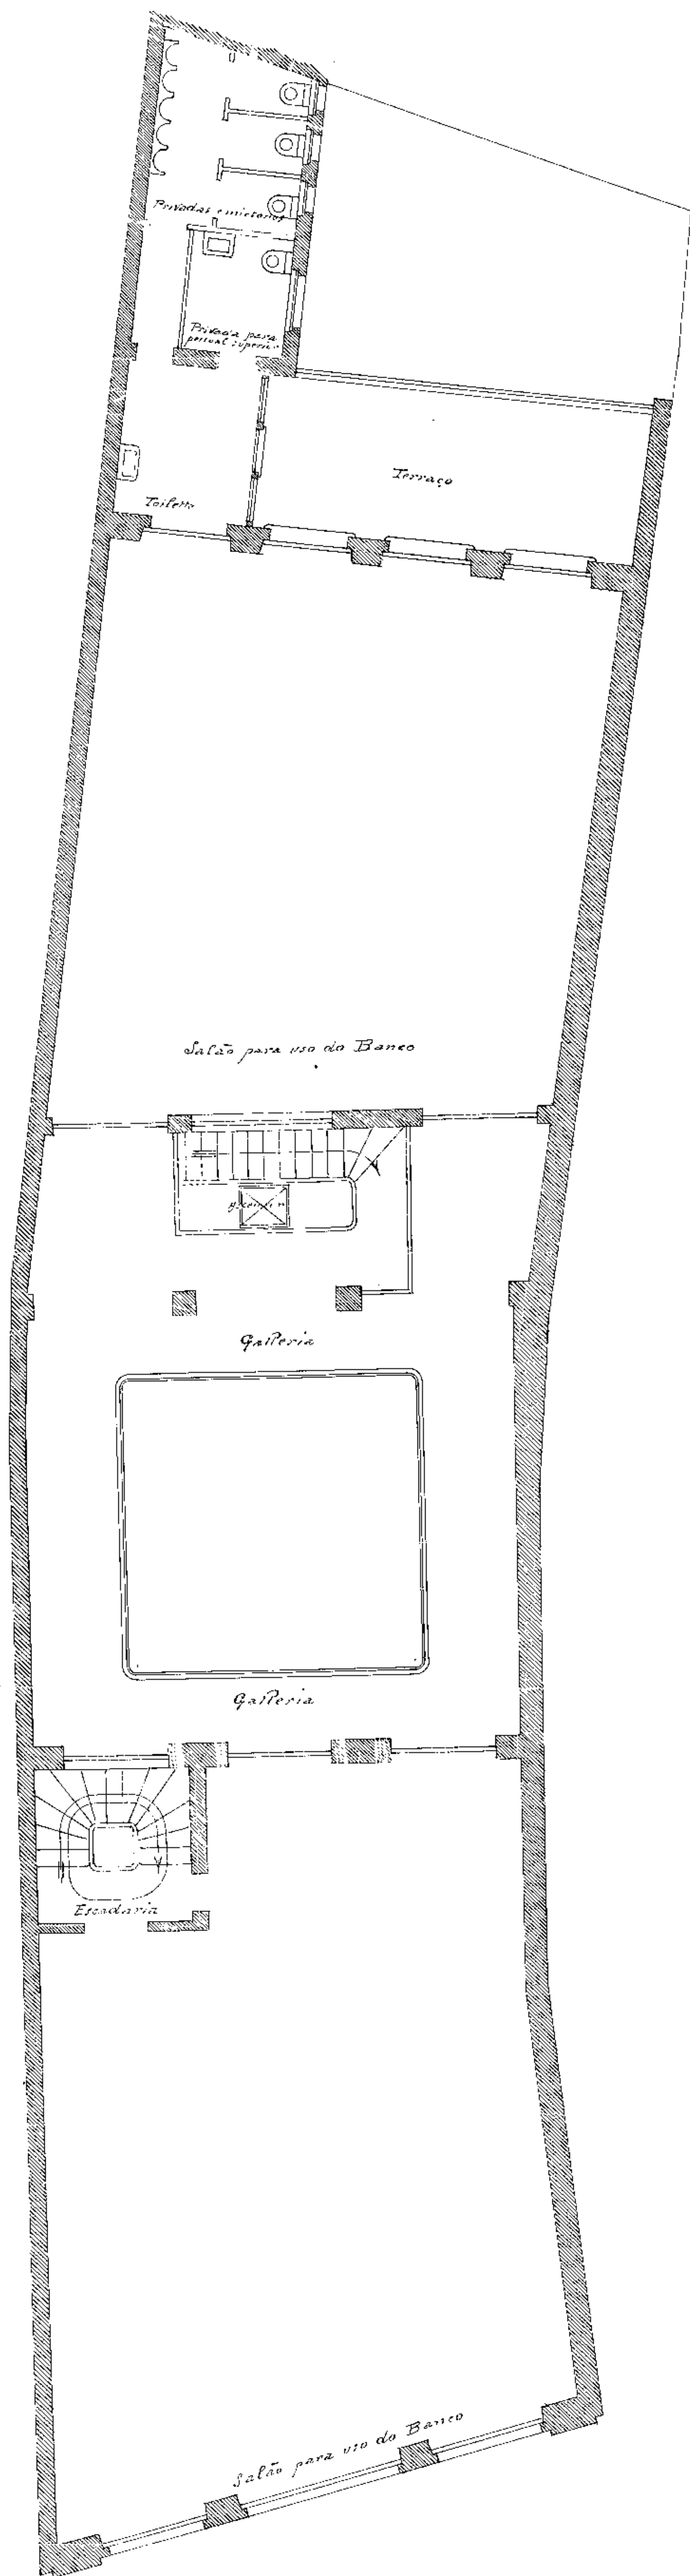 Privadas e mictorios
Privada para
pessoal superior
Terraço
Toilette
Salão para uso do Banco
Ascensor
Galleria
Galleria
Escadaria
Salão para uso do Banco